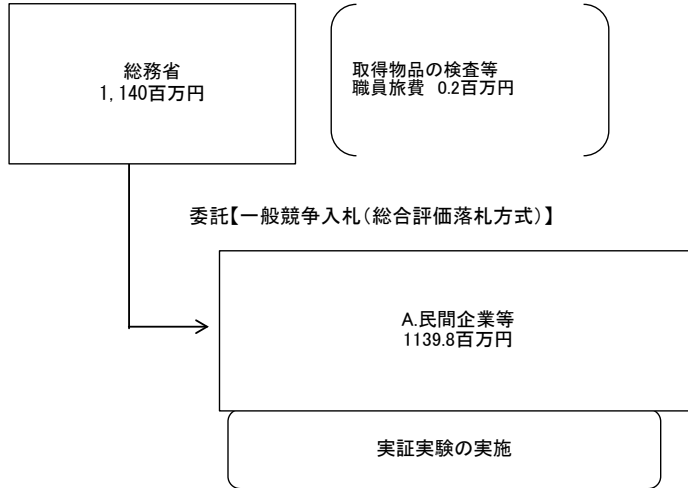 総務省
1,140百万円
取得物品の検査等
職員旅費 0.2百万円
委託【一般競争入札（総合評価落札方式）】
A.民間企業等
1139.8百万円
実証実験の実施